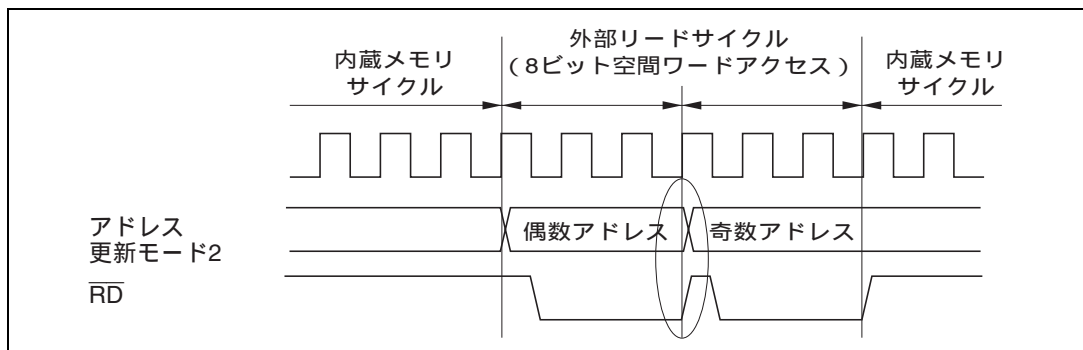 外部リードサイクル
内蔵メモリ
(8ビット空間ワードアクセス)
内蔵メモリ
サイクル
サイクル
アドレス
更新モード2
偶数アドレス
奇数アドレス
RD